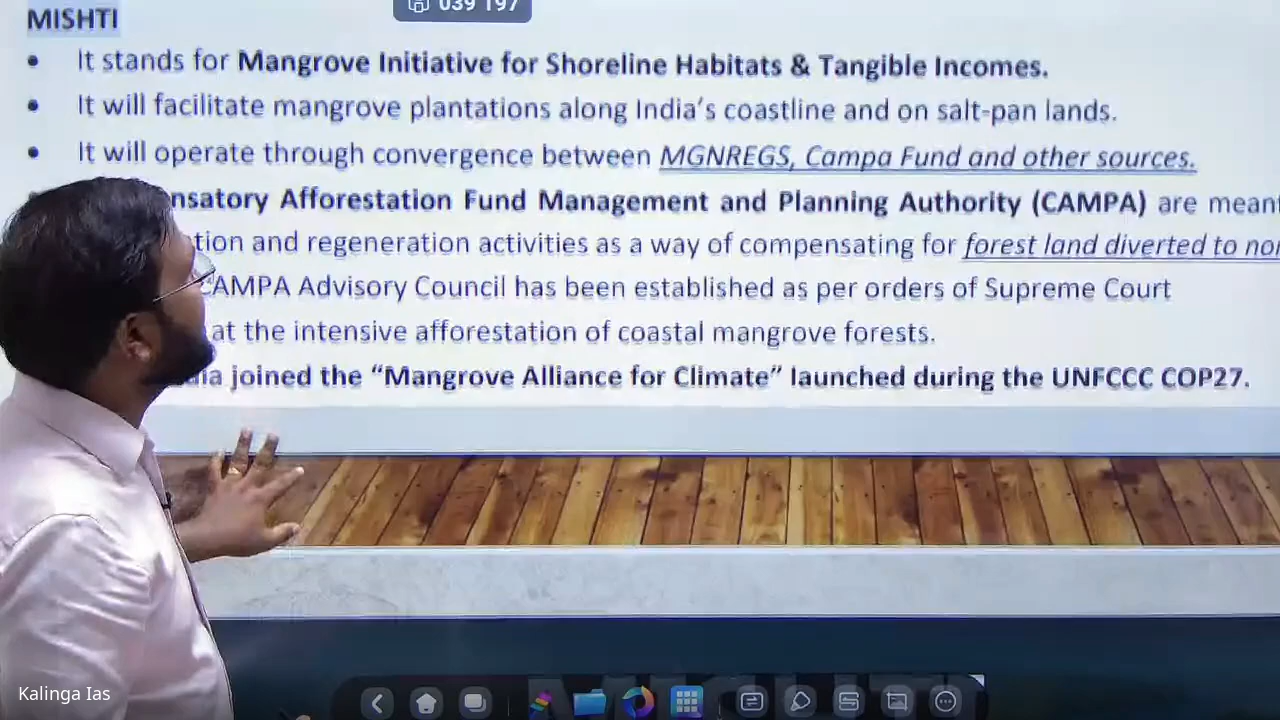 039 197
MISHTI
• It stands for Mangrove Initiative for Shoreline Habitats & Tangible Incomes.
• It will facilitate mangrove plantations along India's coastline and on salt-pan lands.
• It will operate through convergence between MGNREGS, Campa Fund and other sources.
Afforestation Fund Management and Planning Authority (CAMPA) are meant
and regeneration activities as a way of compensating for forest land diverted to
CAMPA Advisory Council has been established as per orders of Supreme Court
at the intensive afforestation of coastal mangrove forests.
joined the “Mangrove Alliance for Climate” launched during the UNFCCC COP27.
Kalinga Ias